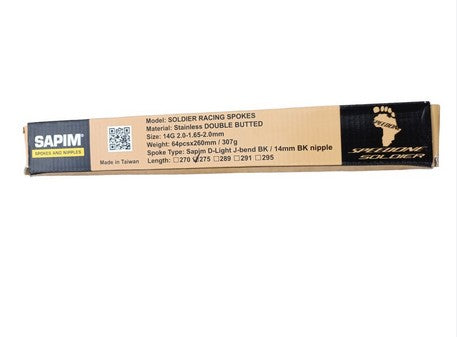 SAPIM®
SPOKES AND NIPPLES
Made in Taiwan
Model: SOLDIER RACING SPOKES
Material: Stainless DOUBLE BUTTED
Size: 14G 2.0-1.65-2.0mm
Weight: 64pcsx260mm / 307g
Spoke Type: Sapim D-Light J-bend BK / 14mm BK nipple
Length: □270 ☑275 □289 □291 □295
SPEEDONE
SOLDIER